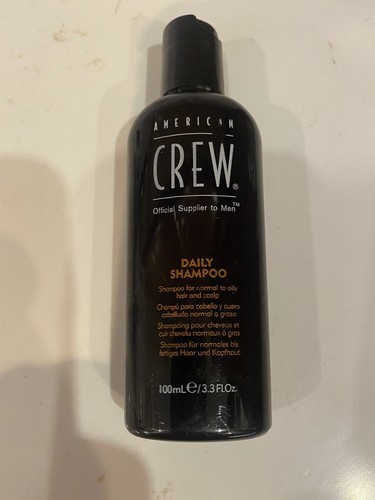 AMERICAN
CREW®
Official Supplier to Men™
DAILY
SHAMPOO
Shampoo for normal to oily
hair and scalp
Champú para cabello y cuero
cabelludo normal a graso
Shampooing pour cheveux et
cuir chevelu normaux à gras
Shampoo für normales bis
fettiges Haar und Kopfhaut
100mL℮/3.3 Fl.Oz.